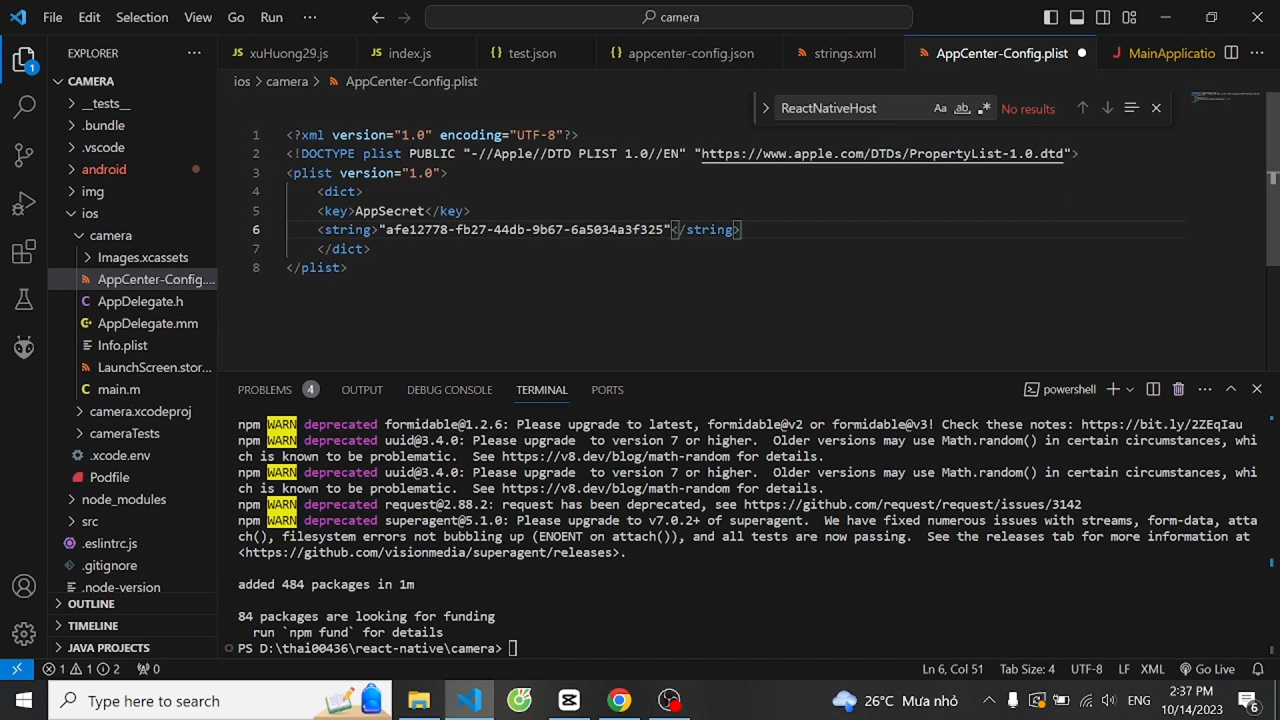 File Edit Selection View Go Run ··· camera
EXPLORER ···
CAMERA
__tests__
.bundle
.vscode
android
img
ios
camera
Images.xcassets
AppCenter-Config....
AppDelegate.h
AppDelegate.mm
Info.plist
LaunchScreen.stor...
main.m
camera.xcodeproj
cameraTests
.xcode.env
Podfile
node_modules
src
.eslintrc.js
.gitignore
.node-version
OUTLINE
TIMELINE
JAVA PROJECTS
xuHuong29.js index.js test.json appcenter-config.json strings.xml AppCenter-Config.plist MainApplicatio
ios > camera > AppCenter-Config.plist
ReactNativeHost Aa ab .* No results
1 <?xml version="1.0" encoding="UTF-8"?>
2 <!DOCTYPE plist PUBLIC "-//Apple//DTD PLIST 1.0//EN" "https://www.apple.com/DTDs/PropertyList-1.0.dtd">
3 <plist version="1.0">
4 <dict>
5 <key>AppSecret</key>
6 <string>"afe12778-fb27-44db-9b67-6a5034a3f325"</string>
7 </dict>
8 </plist>
PROBLEMS 4 OUTPUT DEBUG CONSOLE TERMINAL PORTS powershell
npm WARN deprecated formidable@1.2.6: Please upgrade to latest, formidable@v2 or formidable@v3! Check these notes: https://bit.ly/2ZEqIau
npm WARN deprecated uuid@3.4.0: Please upgrade  to version 7 or higher.  Older versions may use Math.random() in certain circumstances, whi
ch is known to be problematic.  See https://v8.dev/blog/math-random for details.
npm WARN deprecated uuid@3.4.0: Please upgrade  to version 7 or higher.  Older versions may use Math.random() in certain circumstances, whi
ch is known to be problematic.  See https://v8.dev/blog/math-random for details.
npm WARN deprecated request@2.88.2: request has been deprecated, see https://github.com/request/request/issues/3142
npm WARN deprecated superagent@5.1.0: Please upgrade to v7.0.2+ of superagent.  We have fixed numerous issues with streams, form-data, atta
ch(), filesystem errors not bubbling up (ENOENT on attach()), and all tests are now passing.  See the releases tab for more information at
<https://github.com/visionmedia/superagent/releases>.
added 484 packages in 1m
84 packages are looking for funding
run `npm fund` for details
PS D:\thai00436\react-native\camera>
1 1 2 0 Ln 6, Col 51 Tab Size: 4 UTF-8 LF XML Go Live
Type here to search 26°C Mưa nhỏ ENG 2:37 PM
10/14/2023 6